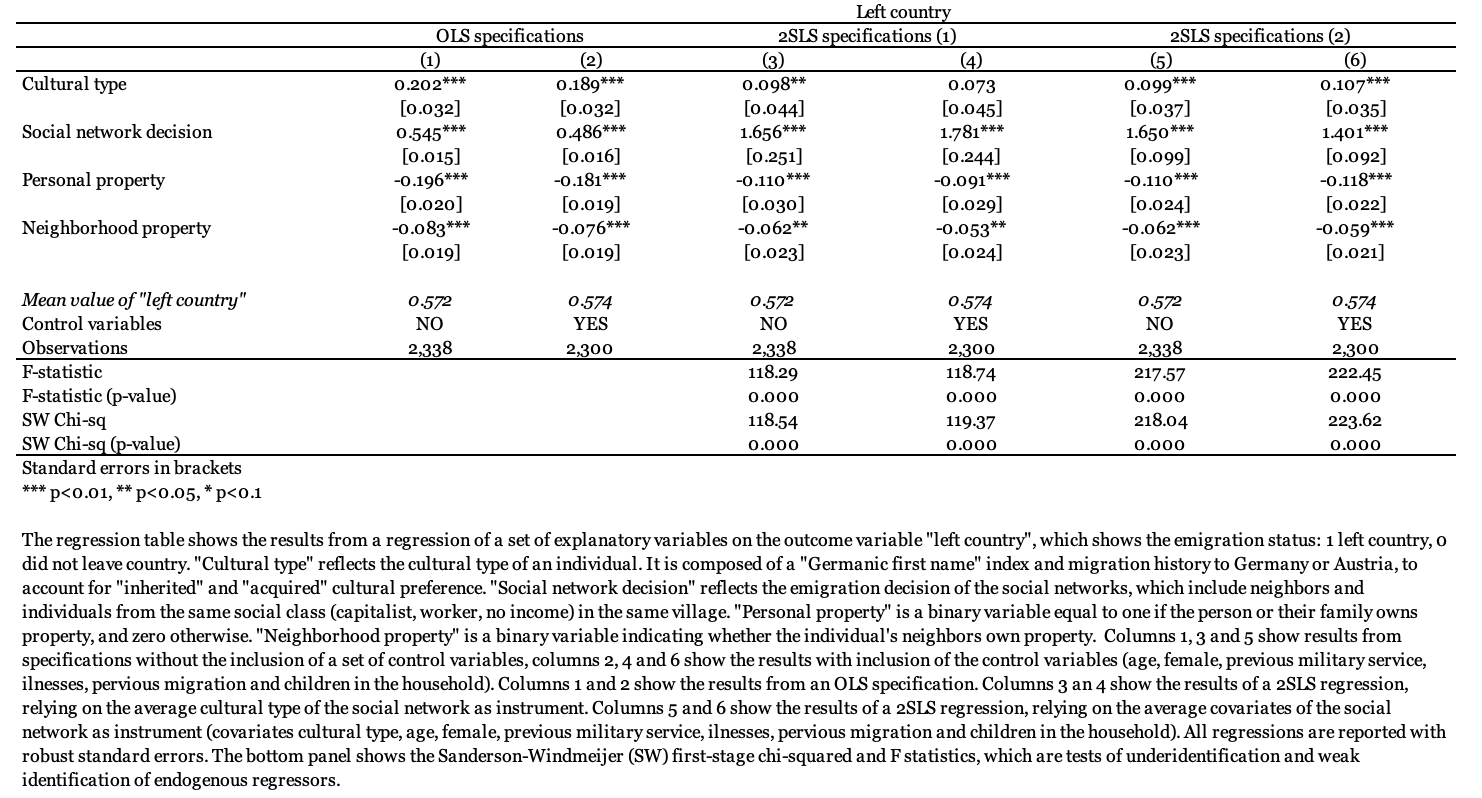 Left country
OLS specifications 2SLS specifications (1) 2SLS specifications (2)
(1) (2) (3) (4) (5) (6)
Cultural type 0.202*** 0.189*** 0.098** 0.073 0.099*** 0.107***
[0.032] [0.032] [0.044] [0.045] [0.037] [0.035]
Social network decision 0.545*** 0.486*** 1.656*** 1.781*** 1.650*** 1.401***
[0.015] [0.016] [0.251] [0.244] [0.099] [0.092]
Personal property -0.196*** -0.181*** -0.110*** -0.091*** -0.110*** -0.118***
[0.020] [0.019] [0.030] [0.029] [0.024] [0.022]
Neighborhood property -0.083*** -0.076*** -0.062** -0.053** -0.062*** -0.059***
[0.019] [0.019] [0.023] [0.024] [0.023] [0.021]
Mean value of "left country" 0.572 0.574 0.572 0.574 0.572 0.574
Control variables NO YES NO YES NO YES
Observations 2,338 2,300 2,338 2,300 2,338 2,300
F-statistic 118.29 118.74 217.57 222.45
F-statistic (p-value) 0.000 0.000 0.000 0.000
SW Chi-sq 118.54 119.37 218.04 223.62
SW Chi-sq (p-value) 0.000 0.000 0.000 0.000
Standard errors in brackets
*** p<0.01, ** p<0.05, * p<0.1
The regression table shows the results from a regression of a set of explanatory variables on the outcome variable "left country", which shows the emigration status: 1 left country, 0
did not leave country. "Cultural type" reflects the cultural type of an individual. It is composed of a "Germanic first name" index and migration history to Germany or Austria, to
account for "inherited" and "acquired" cultural preference. "Social network decision" reflects the emigration decision of the social networks, which include neighbors and
individuals from the same social class (capitalist, worker, no income) in the same village. "Personal property" is a binary variable equal to one if the person or their family owns
property, and zero otherwise. "Neighborhood property" is a binary variable indicating whether the individual's neighbors own property. Columns 1, 3 and 5 show results from
specifications without the inclusion of a set of control variables, columns 2, 4 and 6 show the results with inclusion of the control variables (age, female, previous military service,
ilnesses, pervious migration and children in the household). Columns 1 and 2 show the results from an OLS specification. Columns 3 an 4 show the results of a 2SLS regression,
relying on the average cultural type of the social network as instrument. Columns 5 and 6 show the results of a 2SLS regression, relying on the average covariates of the social
network as instrument (covariates cultural type, age, female, previous military service, ilnesses, pervious migration and children in the household). All regressions are reported with
robust standard errors. The bottom panel shows the Sanderson-Windmeijer (SW) first-stage chi-squared and F statistics, which are tests of underidentification and weak
identification of endogenous regressors.